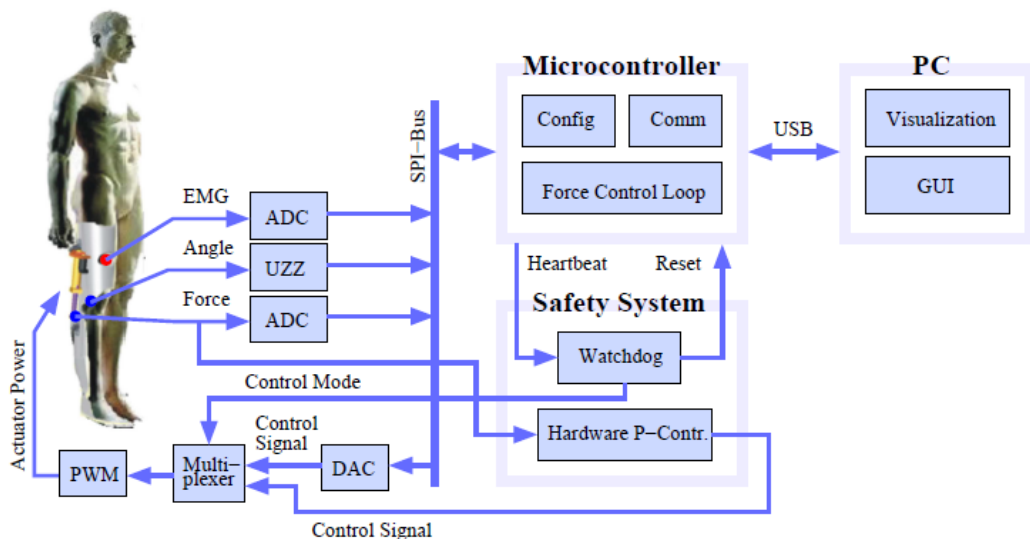 Microcontroller
PC
Config
Comm
Force Control Loop
USB
Visualization
GUI
SPI−Bus
EMG
ADC
Angle
UZZ
Force
ADC
Heartbeat
Reset
Safety System
Watchdog
Hardware P−Contr.
Control Mode
Actuator Power
Control
Signal
PWM
Multi−
plexer
DAC
Control Signal